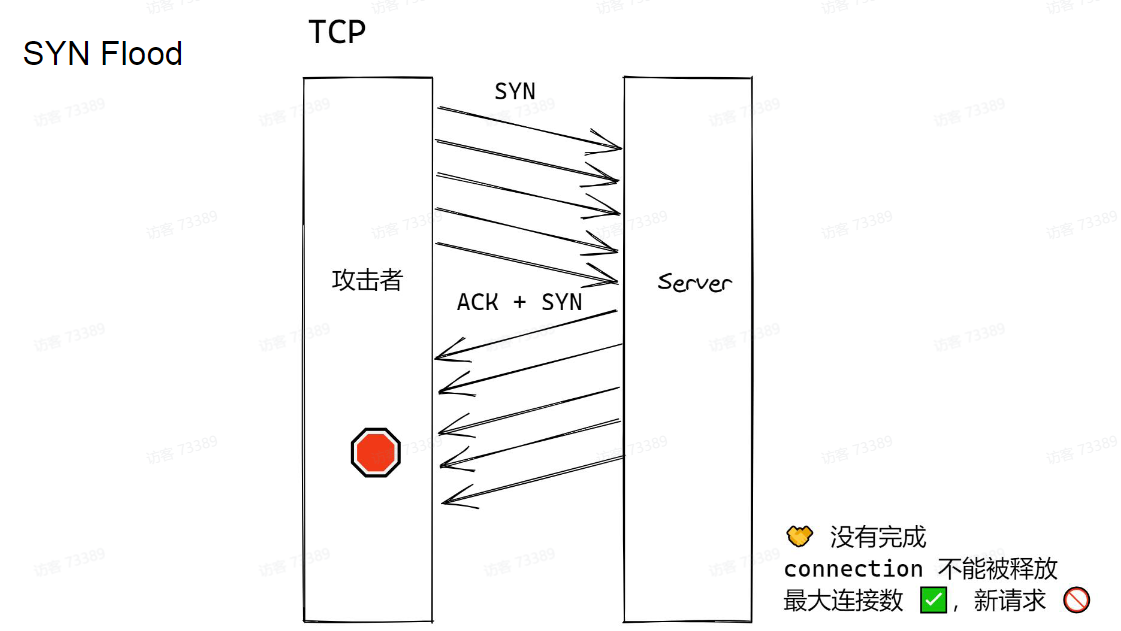 SYN Flood
TCP
SYN
攻击者
Server
ACK + SYN
🤝 没有完成
connection 不能被释放
最大连接数 ✅，新请求 🚫
访客 73389